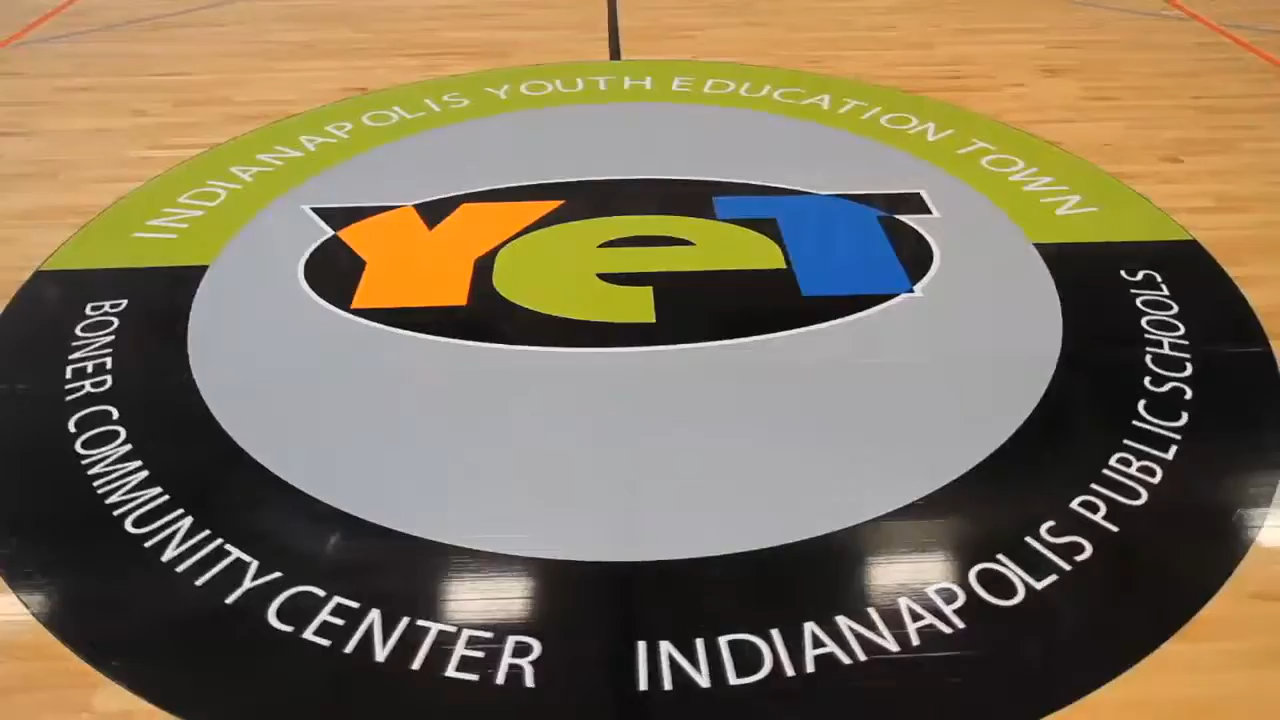 INDIANAPOLIS YOUTH EDUCATION TOWN
YeT
BONER COMMUNITY CENTER
INDIANAPOLIS PUBLIC SCHOOLS